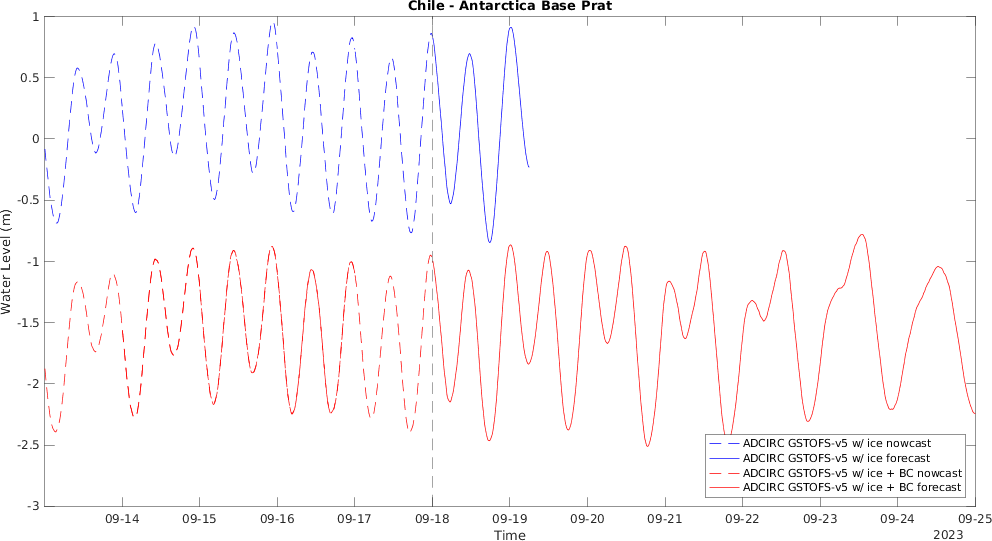 Chile - Antarctica Base Prat
1
0.5
0
-0.5
-1
-1.5
-2
-2.5
-3
Water Level (m)
ADCIRC GSTOFS-v5 w/ ice nowcast
ADCIRC GSTOFS-v5 w/ ice forecast
ADCIRC GSTOFS-v5 w/ ice + BC nowcast
ADCIRC GSTOFS-v5 w/ ice + BC forecast
09-14 09-15 09-16 09-17 09-18 09-19 09-20 09-21 09-22 09-23 09-24 09-25
Time
2023